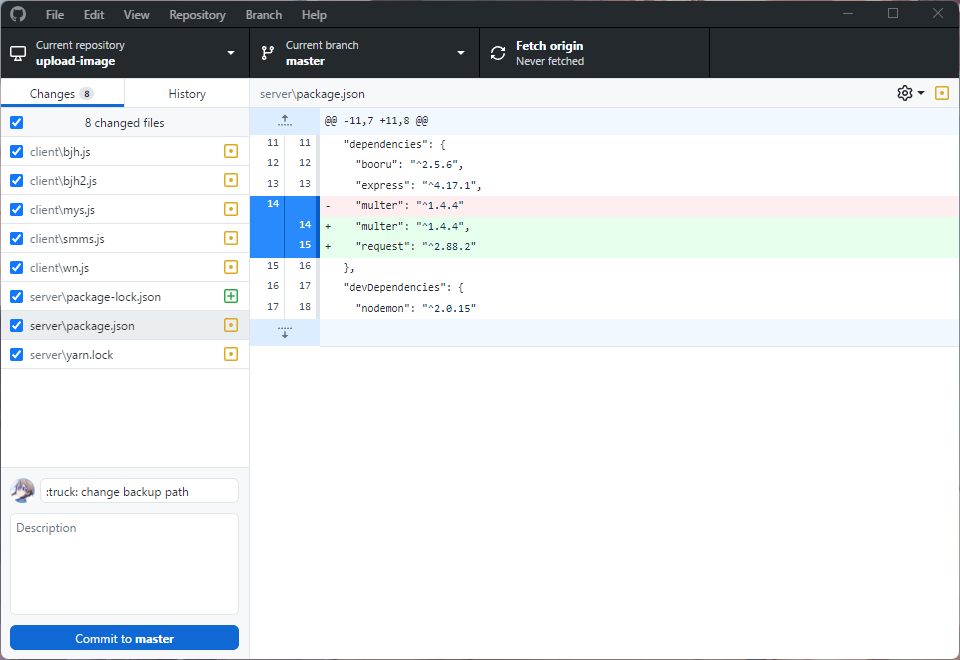 File Edit View Repository Branch Help
Current repository
upload-image
Current branch
master
Fetch origin
Never fetched
Changes 8
History
server\package.json
8 changed files
client\bjh.js
client\bjh2.js
client\mys.js
client\smms.js
client\wn.js
server\package-lock.json
server\package.json
server\yarn.lock
@@ -11,7 +11,8 @@
11 11 "dependencies": {
12 12 "booru": "^2.5.6",
13 13 "express": "^4.17.1",
14 - "multer": "^1.4.4"
14 + "multer": "^1.4.4",
15 + "request": "^2.88.2"
15 16 },
16 17 "devDependencies": {
17 18 "nodemon": "^2.0.15"
:truck: change backup path
Description
Commit to master